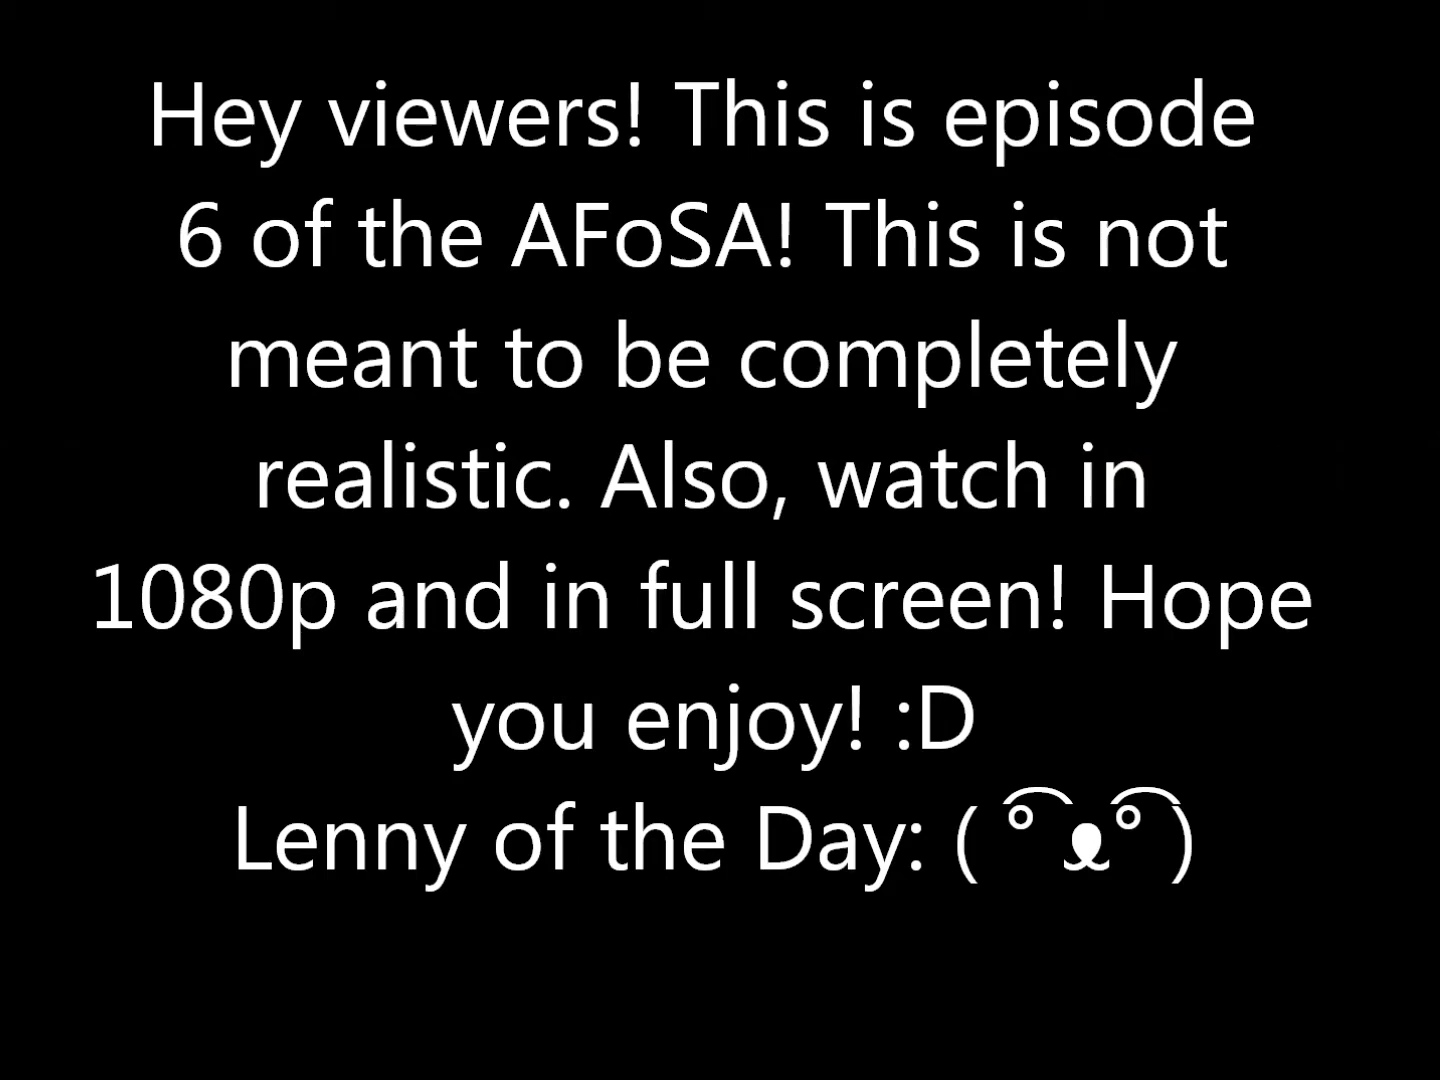 Hey viewers! This is episode
6 of the AFoSA! This is not
meant to be completely
realistic. Also, watch in
1080p and in full screen! Hope
you enjoy! :D
Lenny of the Day: ( ͡° ᴥ ͡° )